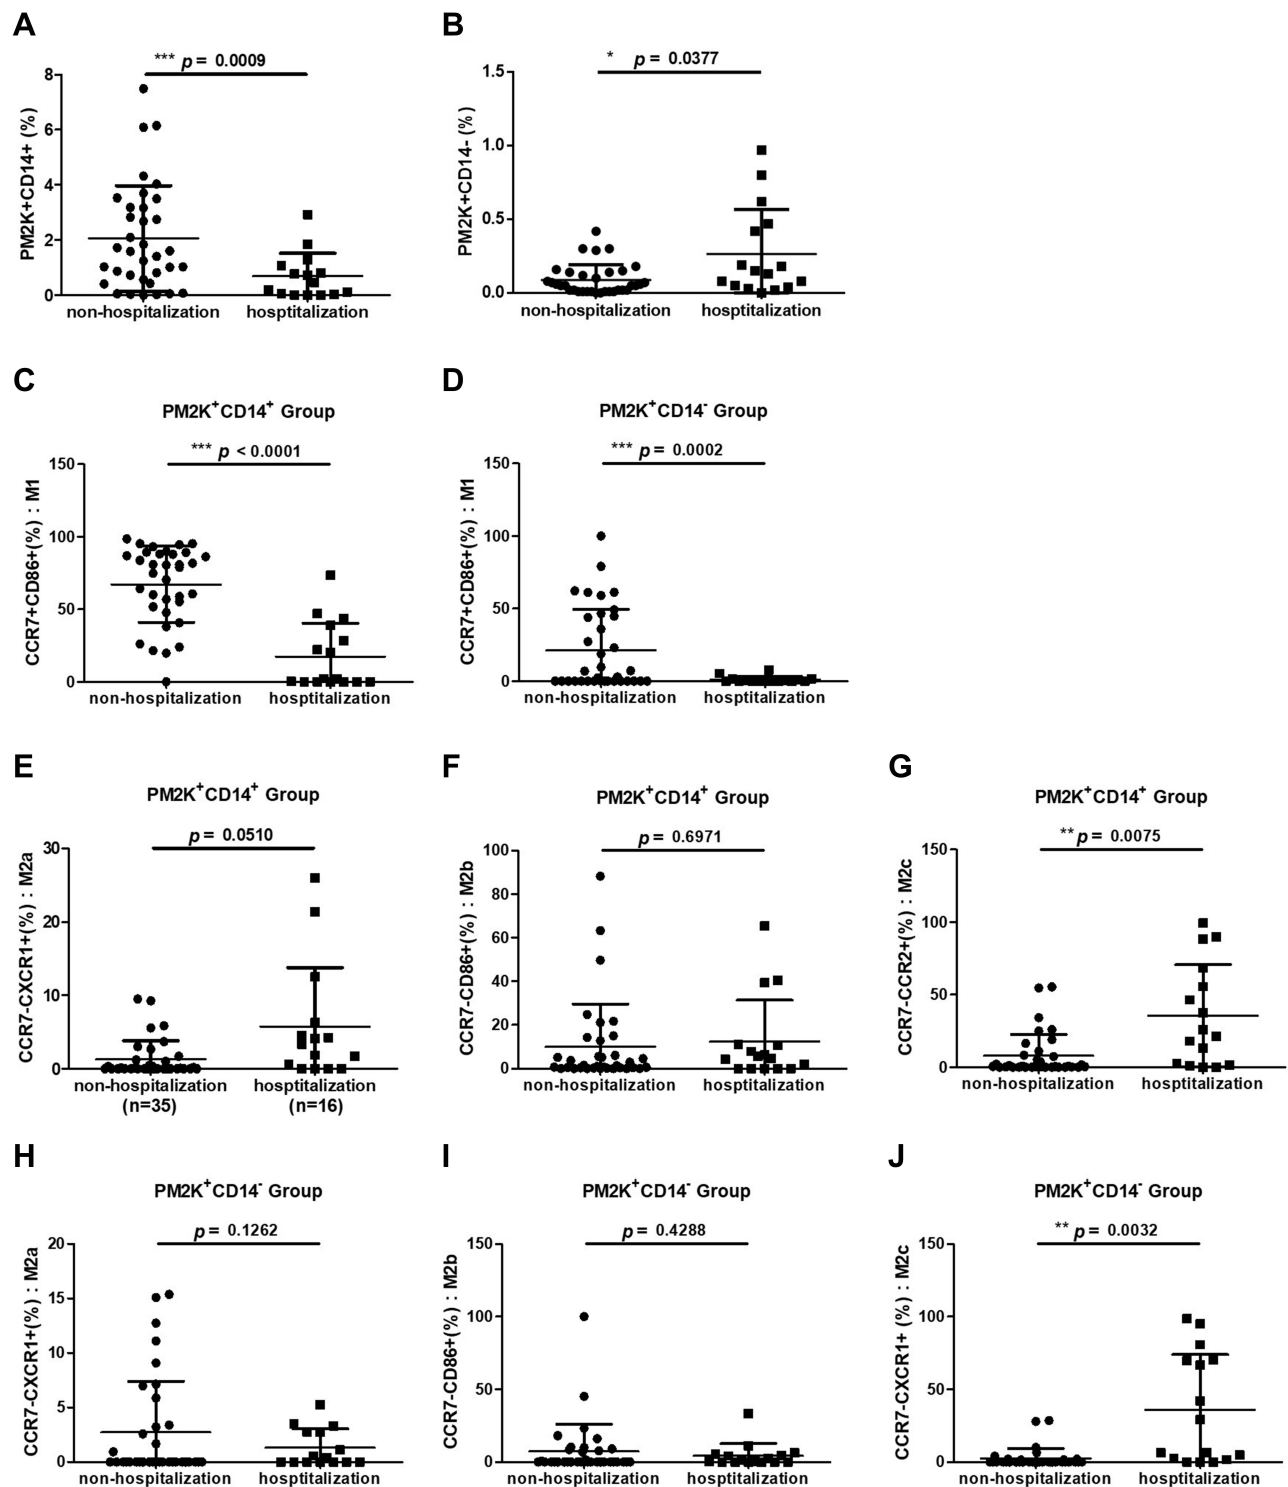 A
*** p = 0.0009
PM2K+CD14+ (%)
8
6
4
2
0
non-hospitalization hosptitalization
B
* p = 0.0377
PM2K+CD14- (%)
1.5
1.0
0.5
0.0
non-hospitalization hosptitalization
C
PM2K+CD14+ Group
*** p < 0.0001
CCR7+CD86+(%) : M1
150
100
50
0
non-hospitalization hosptitalization
D
PM2K+CD14- Group
*** p = 0.0002
CCR7+CD86+(%) : M1
150
100
50
0
non-hospitalization hosptitalization
E
PM2K+CD14+ Group
p = 0.0510
CCR7-CXCR1+(%) : M2a
30
20
10
0
non-hospitalization hosptitalization
(n=35) (n=16)
F
PM2K+CD14+ Group
p = 0.6971
CCR7-CD86+(%) : M2b
100
80
60
40
20
0
non-hospitalization hosptitalization
G
PM2K+CD14+ Group
** p = 0.0075
CCR7-CCR2+(%) : M2c
150
100
50
0
non-hospitalization hosptitalization
H
PM2K+CD14- Group
p = 0.1262
CCR7-CXCR1+(%) : M2a
20
15
10
5
0
non-hospitalization hosptitalization
I
PM2K+CD14- Group
p = 0.4288
CCR7-CD86+(%) : M2b
150
100
50
0
non-hospitalization hosptitalization
J
PM2K+CD14- Group
** p = 0.0032
CCR7-CXCR1+ (%) : M2c
150
100
50
0
non-hospitalization hosptitalization